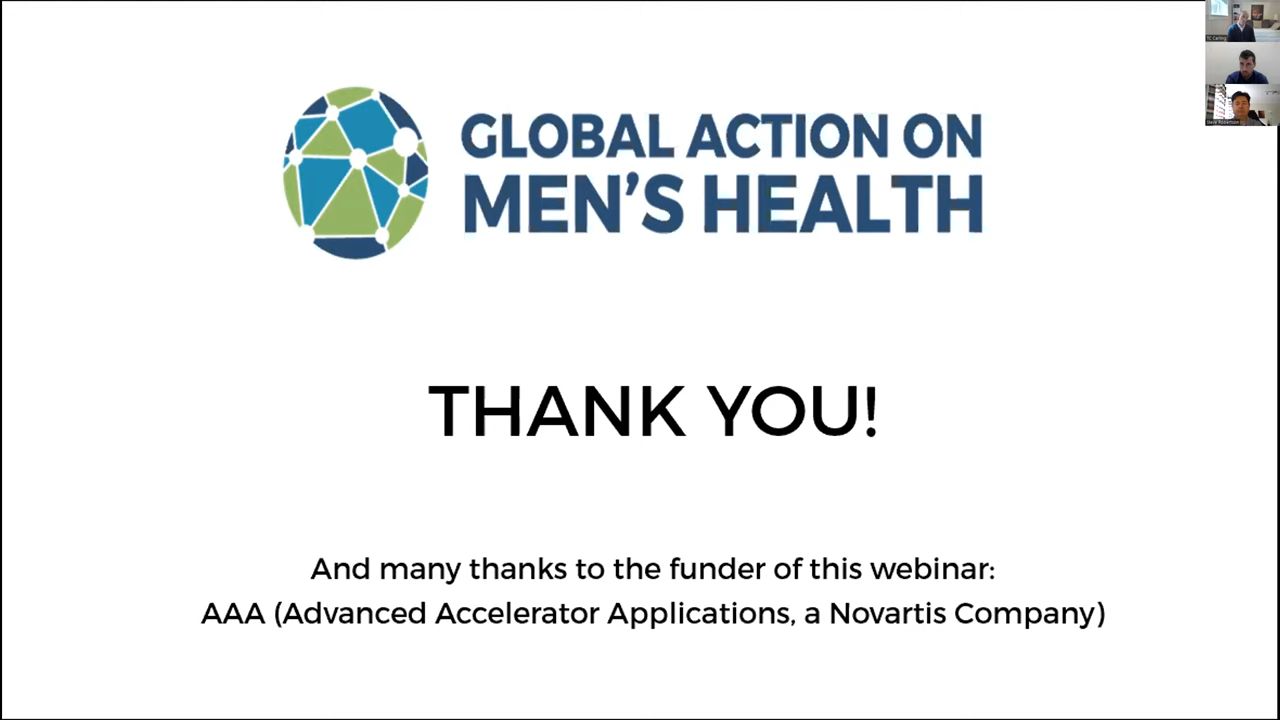 GLOBAL ACTION ON
MEN'S HEALTH
THANK YOU!
And many thanks to the funder of this webinar:
AAA (Advanced Accelerator Applications, a Novartis Company)